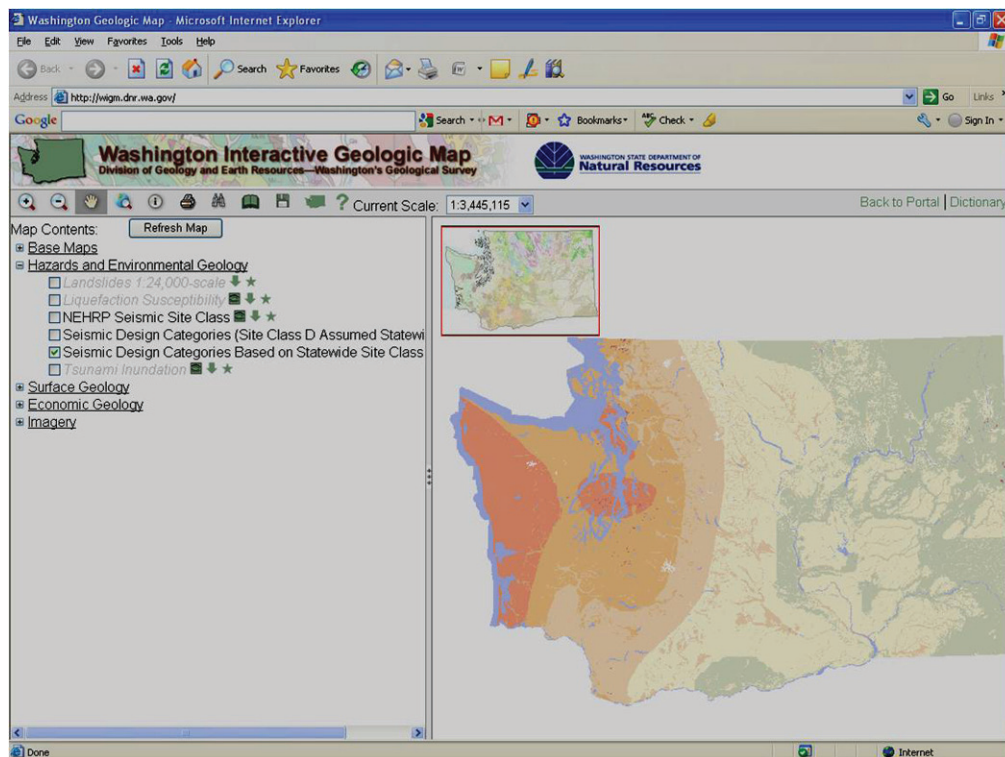 Washington Geologic Map - Microsoft Internet Explorer
File Edit View Favorites Tools Help
Back Search Favorites
Address http://wigm.dnr.wa.gov/ Go Links
Google Search Bookmarks Check Sign In
Washington Interactive Geologic Map
Division of Geology and Earth Resources—Washington's Geological Survey
WASHINGTON STATE DEPARTMENT OF
Natural Resources
Current Scale: 1:3,445,115 Back to Portal | Dictionary
Map Contents: Refresh Map
Base Maps
Hazards and Environmental Geology
Landslides 1:24,000-scale
Liquefaction Susceptibility
NEHRP Seismic Site Class
Seismic Design Categories (Site Class D Assumed Statewi
Seismic Design Categories Based on Statewide Site Class
Tsunami Inundation
Surface Geology
Economic Geology
Imagery
Done Internet